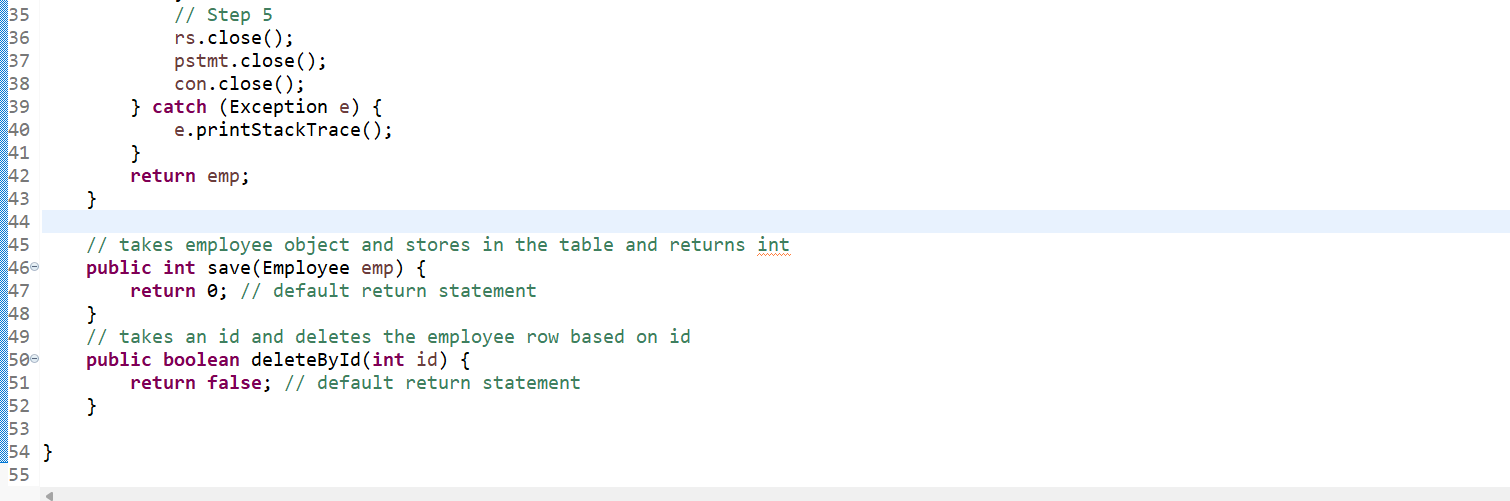 35 // Step 5
36 rs.close();
37 pstmt.close();
38 con.close();
39 } catch (Exception e) {
40 e.printStackTrace();
41 }
42 return emp;
43 }
44
45 // takes employee object and stores in the table and returns int
46 public int save(Employee emp) {
47 return 0; // default return statement
48 }
49 // takes an id and deletes the employee row based on id
50 public boolean deleteById(int id) {
51 return false; // default return statement
52 }
53
54 }
55